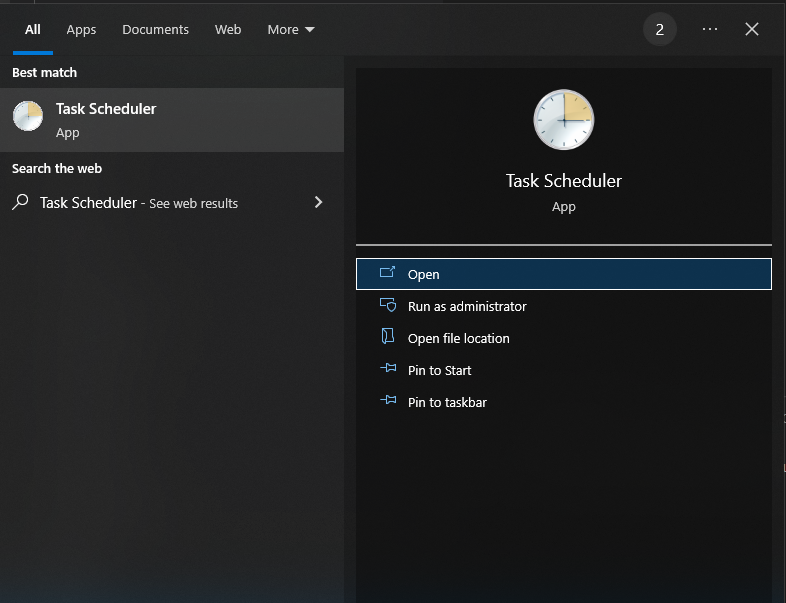 All Apps Documents Web More 2 ...
Best match
Task Scheduler
App
Search the web
Task Scheduler - See web results
Task Scheduler
App
Open
Run as administrator
Open file location
Pin to Start
Pin to taskbar